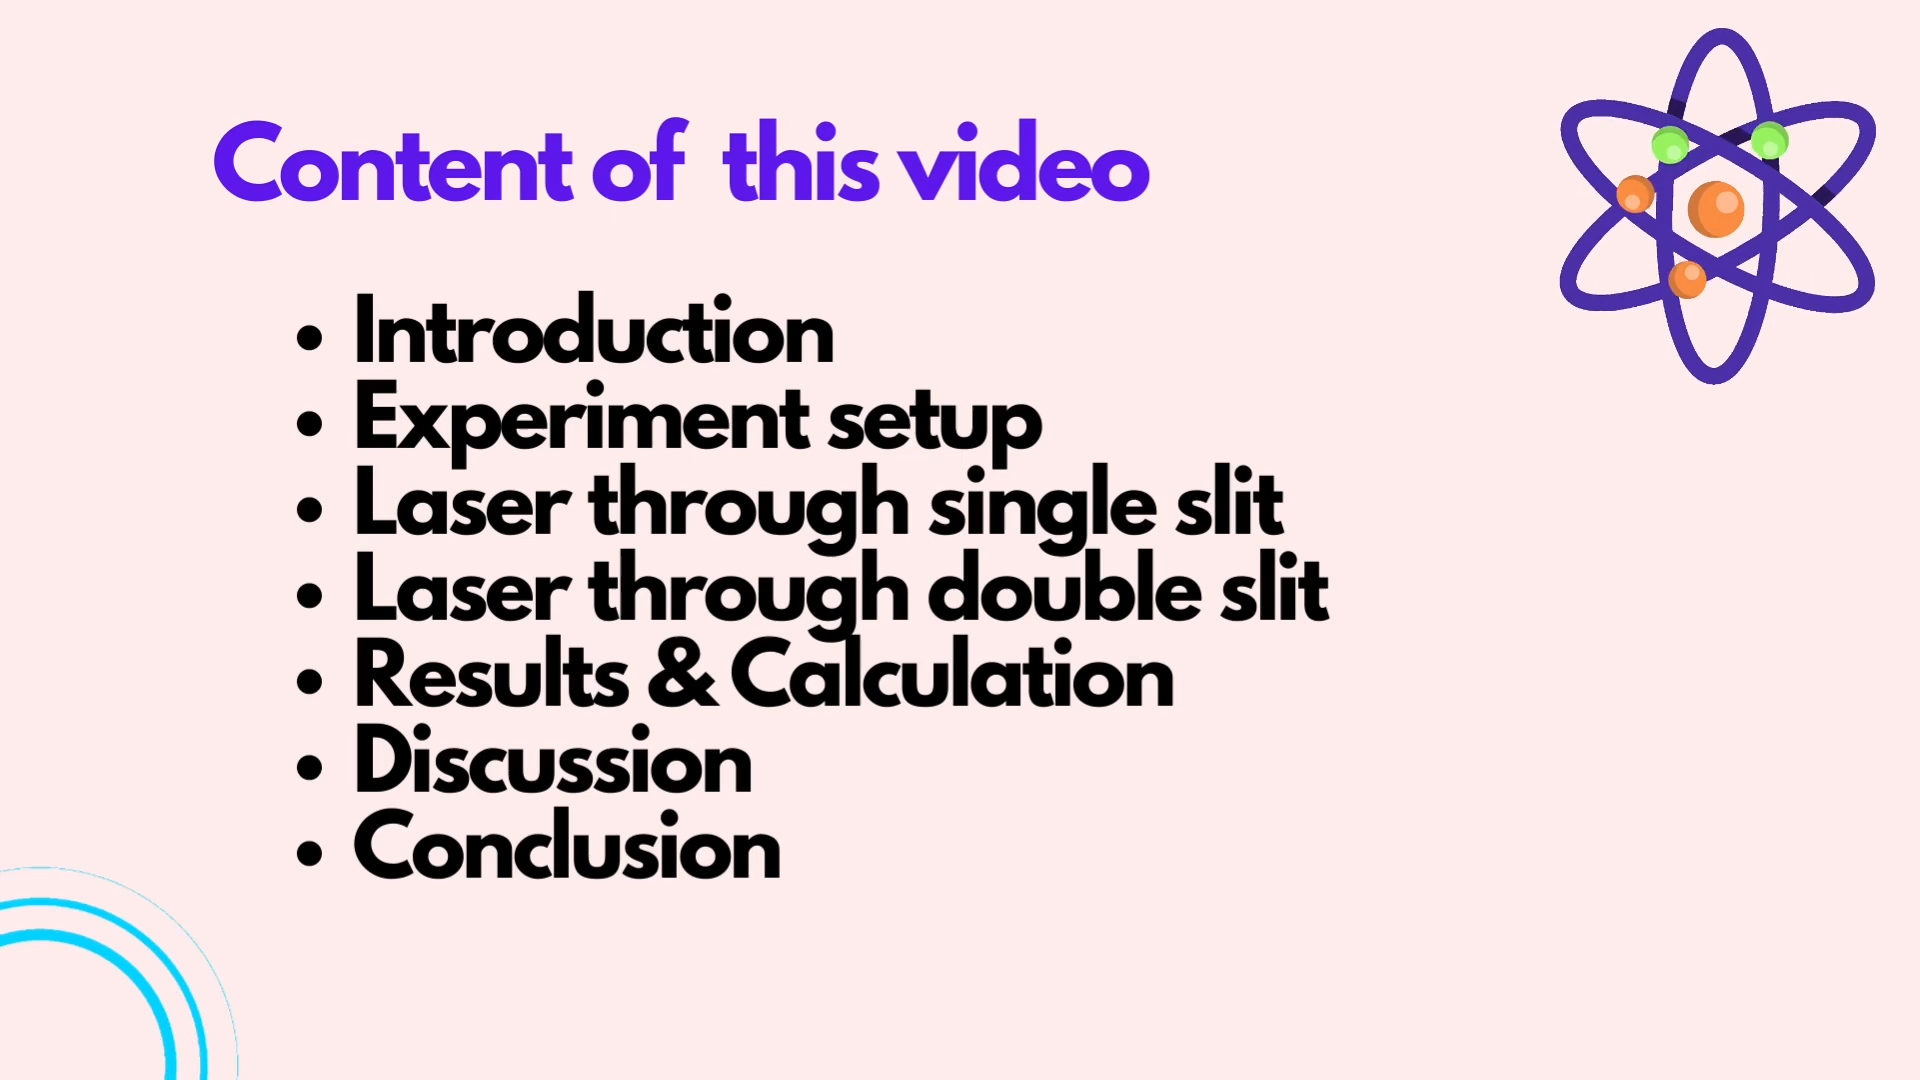 Content of this video
• Introduction
• Experiment setup
• Laser through single slit
• Laser through double slit
• Results & Calculation
• Discussion
• Conclusion